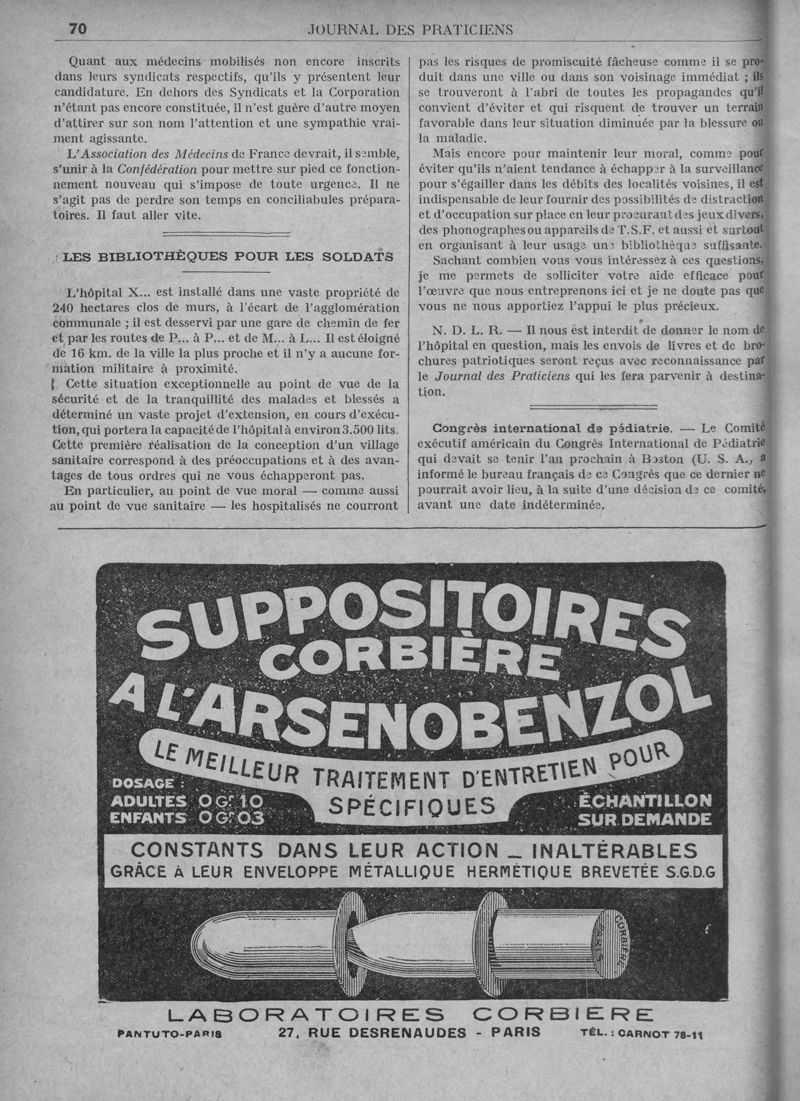 70
JOURNAL DES PRATICIENS
Quant aux médecins mobilisés non encore inscrits
dans leurs syndicats respectifs, qu'ils y présentent leur
candidature. En dehors des Syndicats et la Corporation
n'étant pas encore constituée, il n'est guère d'autre moyen
d'attirer sur son nom l'attention et une sympathie vrai-
ment agissante.
L'Association des Médecins de France devrait, il semble,
s'unir à la Confédération pour mettre sur pied ce fonction-
nement nouveau qui s'impose de toute urgence. Il ne
s'agit pas de perdre son temps en conciliabules prépara-
toires. Il faut aller vite.
LES BIBLIOTHÈQUES POUR LES SOLDATS
L'hôpital X... est installé dans une vaste propriété de
240 hectares clos de murs, à l'écart de l'agglomération
communale ; il est desservi par une gare de chemin de fer
et par les routes de P... à P... et de M... à L... Il est éloigné
de 16 km. de la ville la plus proche et il n'y a aucune for-
mation militaire à proximité.
Cette situation exceptionnelle au point de vue de la
sécurité et de la tranquillité des malades et blessés a
déterminé un vaste projet d'extension, en cours d'exécu-
tion, qui portera la capacité de l'hôpital à environ 3.500 lits.
Cette première réalisation de la conception d'un village
sanitaire correspond à des préoccupations et à des avan-
tages de tous ordres qui ne vous échapperont pas.
En particulier, au point de vue moral — comme aussi
au point de vue sanitaire — les hospitalisés ne courront
pas les risques de promiscuité fâcheuse comme il se pro-
duit dans une ville ou dans son voisinage immédiat ; ils
se trouveront à l'abri de toutes les propagandes qu'il
convient d'éviter et qui risquent de trouver un terrain
favorable dans leur situation diminuée par la blessure ou
la maladie.
Mais encore pour maintenir leur moral, comme pour
éviter qu'ils n'aient tendance à échapper à la surveillance
pour s'égailler dans les débits des localités voisines, il est
indispensable de leur fournir des possibilités de distraction
et d'occupation sur place en leur procurant des jeux divers,
des phonographes ou appareils de T.S.F. et aussi et surtout
en organisant à leur usage une bibliothèque suffisante.
Sachant combien vous vous intéressez à ces questions,
je me permets de solliciter votre aide efficace pour
l'œuvre que nous entreprenons ici et je ne doute pas que
vous ne nous apportiez l'appui le plus précieux.
N. D. L. R. — Il nous est interdit de donner le nom de
l'hôpital en question, mais les envois de livres et de bro-
chures patriotiques seront reçus avec reconnaissance par
le Journal des Praticiens qui les fera parvenir à destina-
tion.
Congrès international de pédiatrie. — Le Comité
exécutif américain du Congrès International de Pédiatrie
qui devait se tenir l'an prochain à Boston (U. S. A., a
informé le bureau français de ce Congrès que ce dernier ne
pourrait avoir lieu, à la suite d'une décision de ce comité,
avant une date indéterminée.
SUPPOSITOIRES
CORBIÈRE
A L'ARSENOBENZOL
LE MEILLEUR TRAITEMENT D'ENTRETIEN POUR
SPÉCIFIQUES
DOSAGE :
ADULTES 0 Gr 10
ENFANTS 0 Gr 03
ÉCHANTILLON
SUR DEMANDE
CONSTANTS DANS LEUR ACTION _ INALTÉRABLES
GRÂCE A LEUR ENVELOPPE MÉTALLIQUE HERMÉTIQUE BREVETÉE S.G.D.G
CORBIÈRE
PARIS
LABORATOIRES CORBIERE
PANTUTO-PARIS 27, RUE DESRENAUDES - PARIS TÉL. : CARNOT 78-11